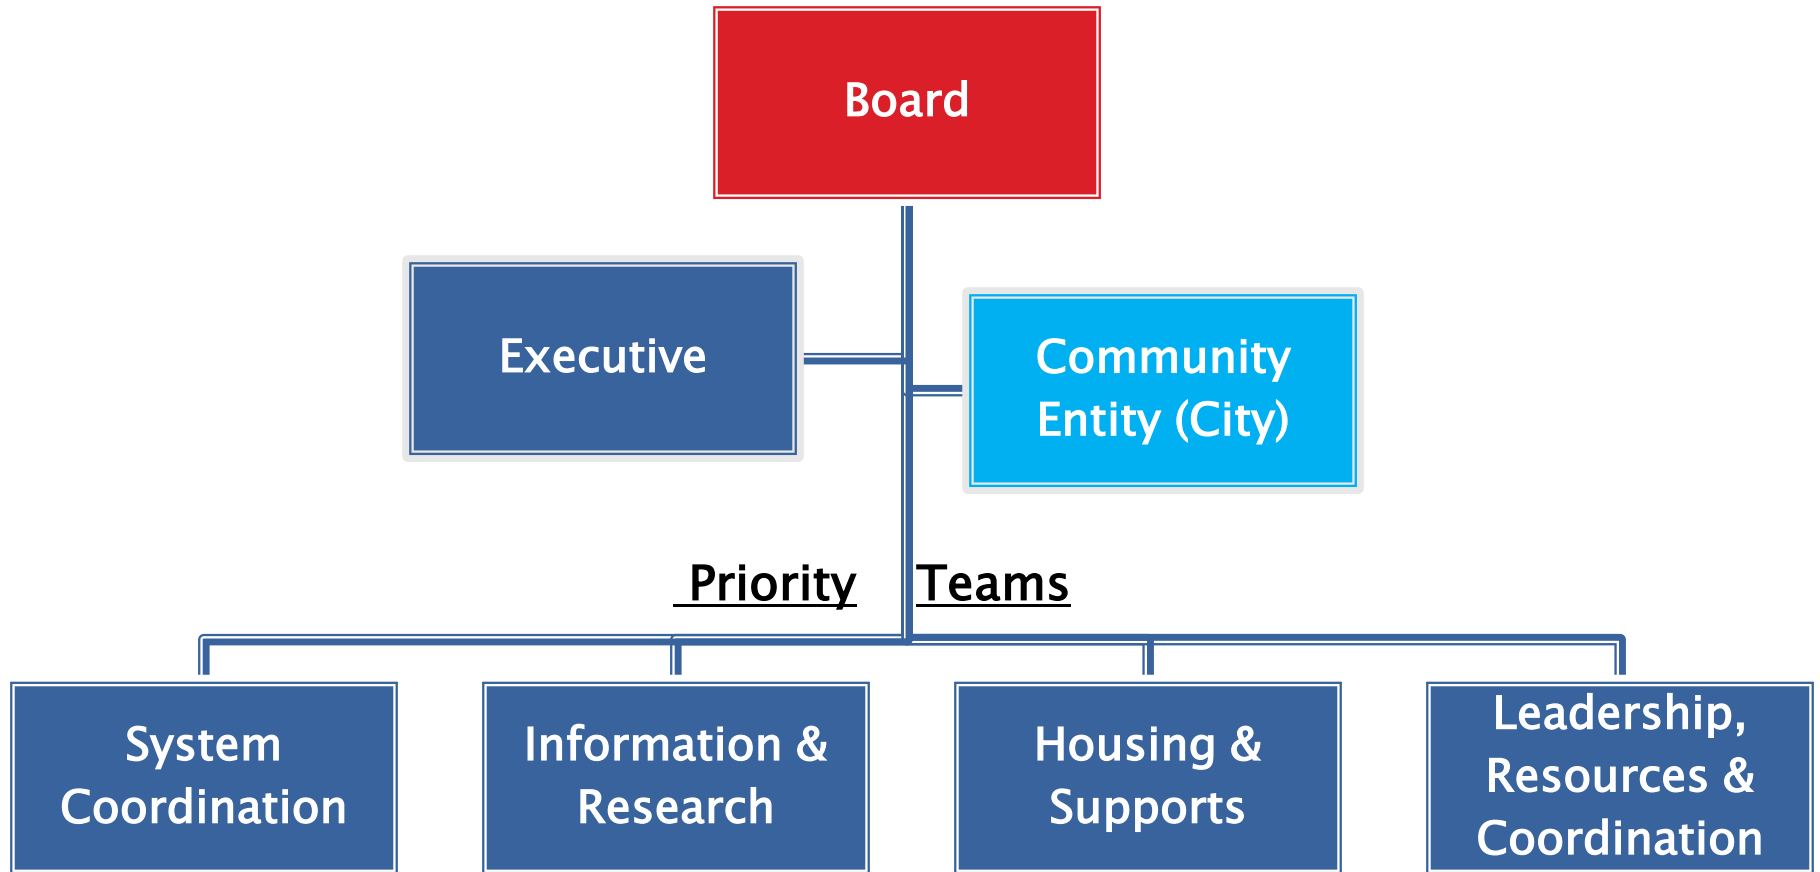 Board
Executive
Community
Entity (City)
Priority Teams
System
Coordination
Information &
Research
Housing &
Supports
Leadership,
Resources &
Coordination